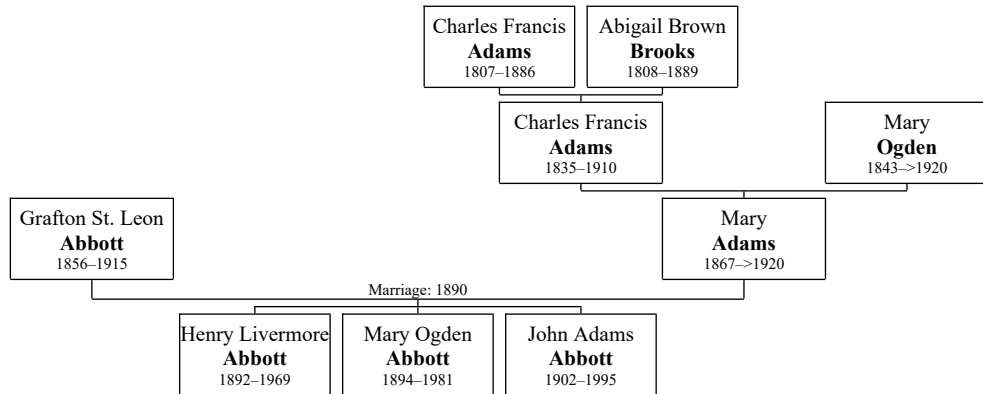 Charles Francis
Adams
1807–1886
Abigail Brown
Brooks
1808–1889
Charles Francis
Adams
1835–1910
Mary
Ogden
1843–>1920
Grafton St. Leon
Abbott
1856–1915
Mary
Adams
1867–>1920
Marriage: 1890
Henry Livermore
Abbott
1892–1969
Mary Ogden
Abbott
1894–1981
John Adams
Abbott
1902–1995